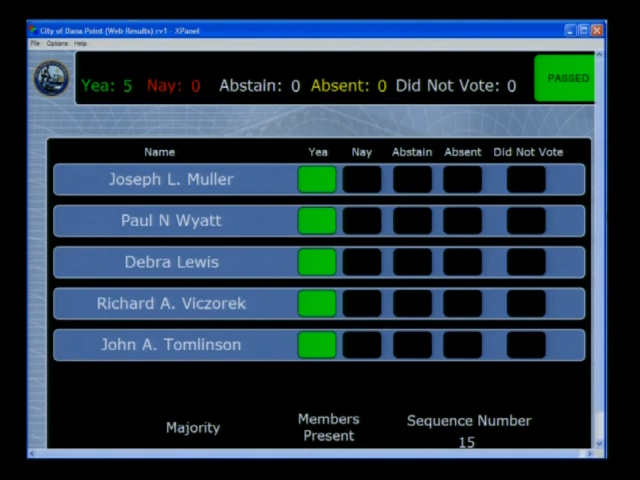 City of Dana Point (Web Results) rv1 - XPanel
File Options Help
Yea: 5 Nay: 0 Abstain: 0 Absent: 0 Did Not Vote: 0
PASSED
Name Yea Nay Abstain Absent Did Not Vote
Joseph L. Muller
Paul N Wyatt
Debra Lewis
Richard A. Viczorek
John A. Tomlinson
Majority Members Present Sequence Number
15